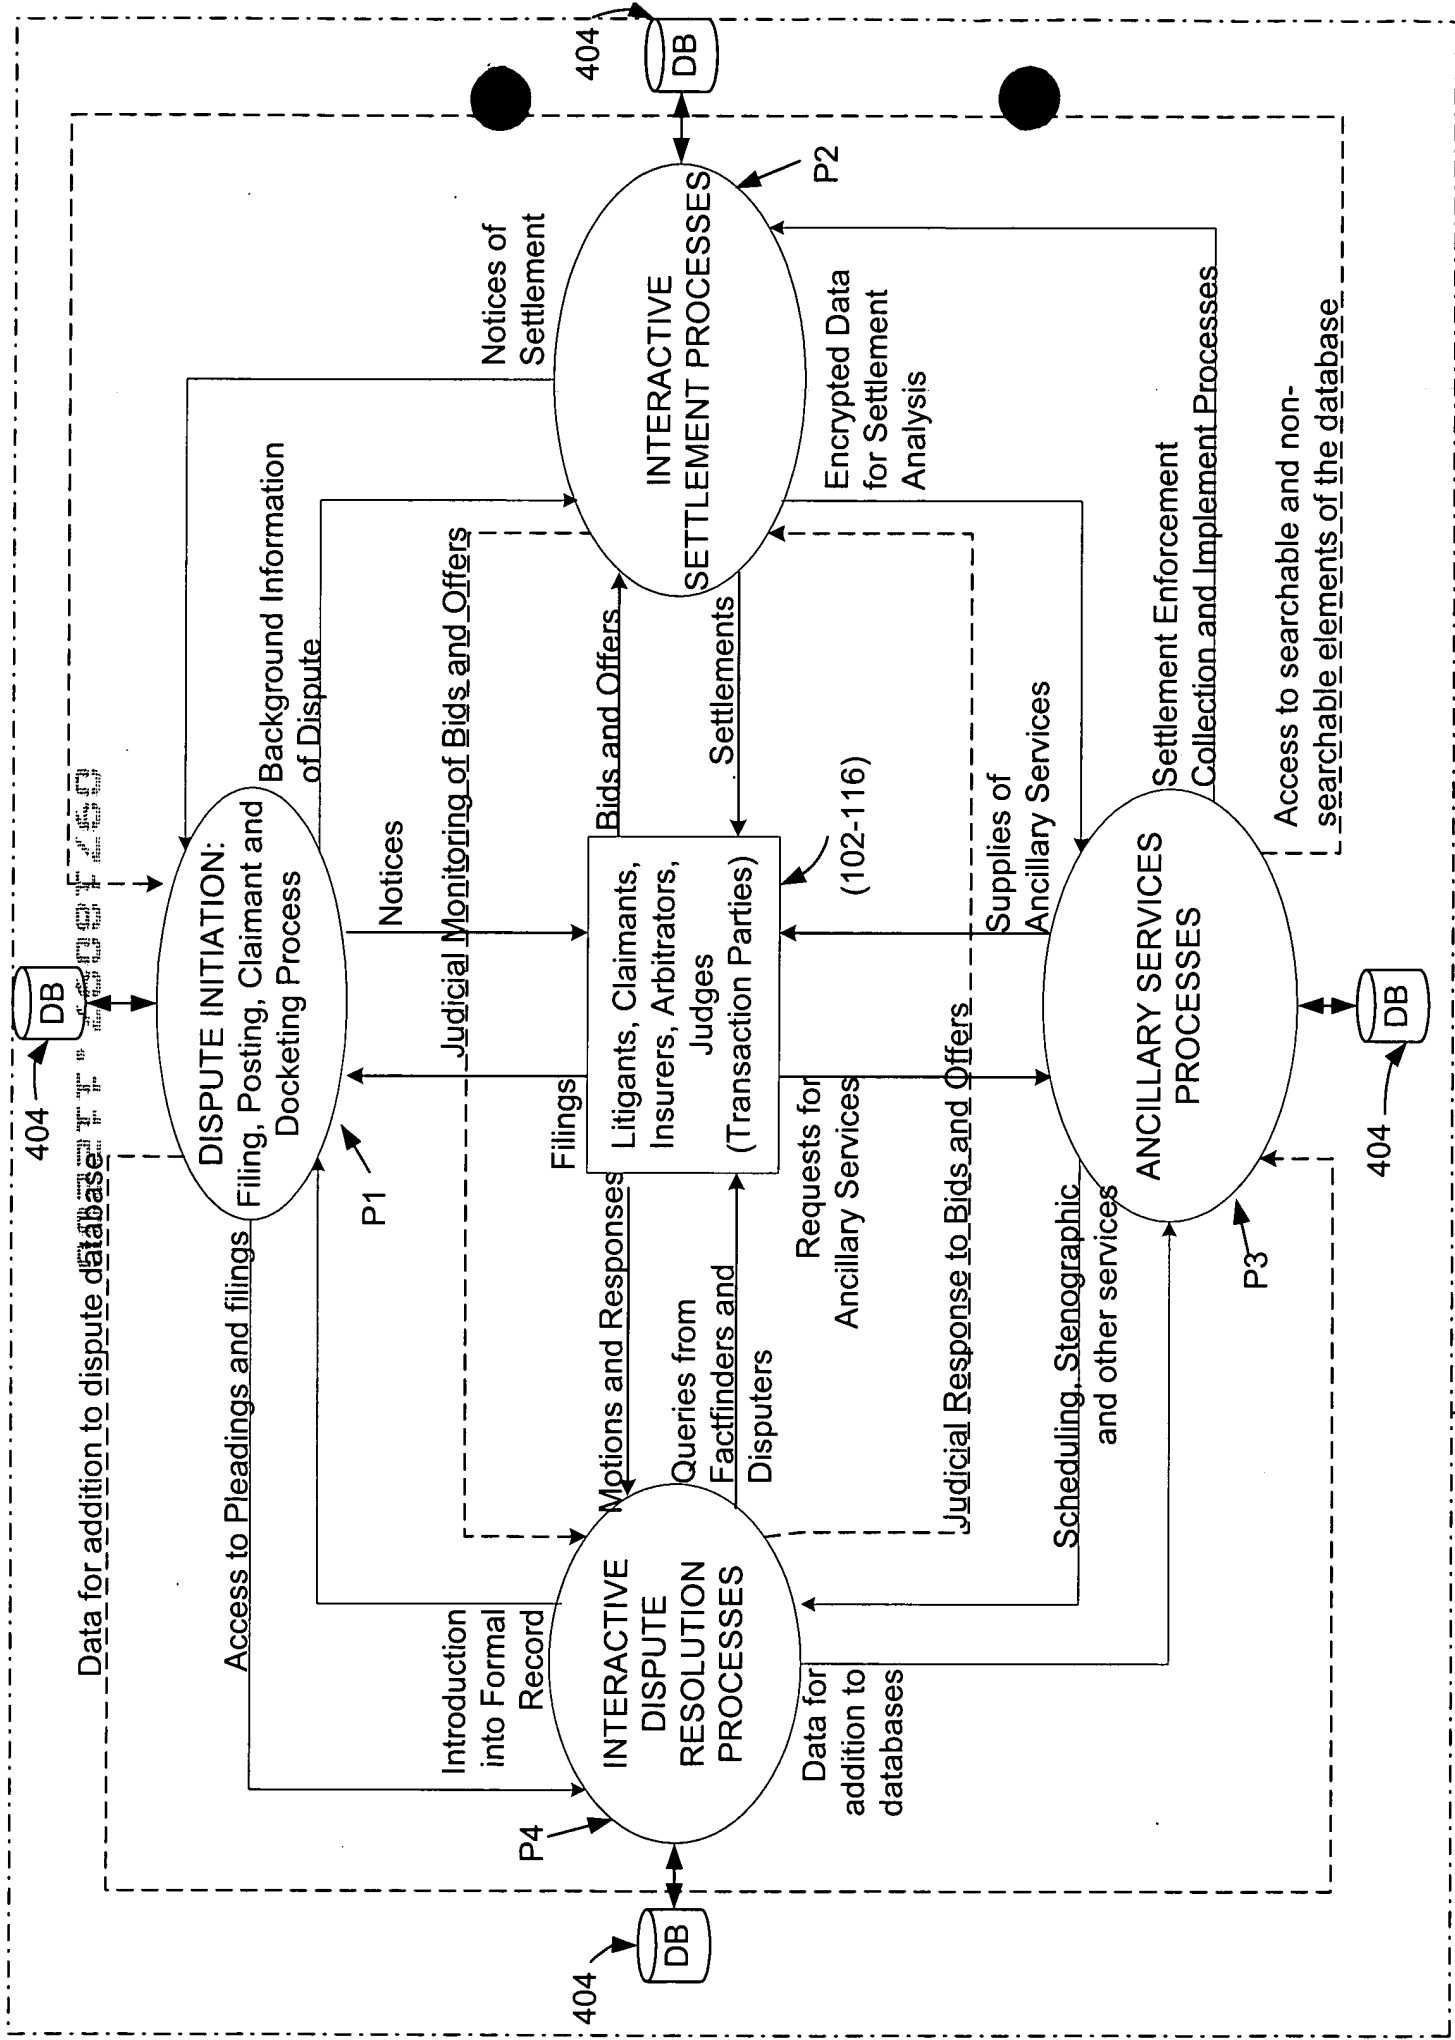 404
DB
Data for addition to dispute database
DISPUTE INITIATION:
Filing, Posting, Claimant and
Docketing Process
P1
Access to Pleadings and filings
Background Information
of Dispute
Notices of
Settlement
404
DB
Introduction
into Formal
Record
Filings
Notices
Judicial Monitoring of Bids and Offers
P4
INTERACTIVE
DISPUTE
RESOLUTION
PROCESSES
404
DB
Motions and Responses
Queries from
Factfinders and
Disputers
Litigants, Claimants,
Insurers, Arbitrators,
Judges
(Transaction Parties)
(102-116)
Bids and Offers
Settlements
INTERACTIVE
SETTLEMENT PROCESSES
P2
Data for
addition to
databases
Requests for
Ancillary Services
Supplies of
Ancillary Services
Encrypted Data
for Settlement
Analysis
Judicial Response to Bids and Offers
Scheduling, Stenographic
and other services
Settlement Enforcement
Collection and Implement Processes
ANCILLARY SERVICES
PROCESSES
P3
Access to searchable and non-
searchable elements of the database
DB
404